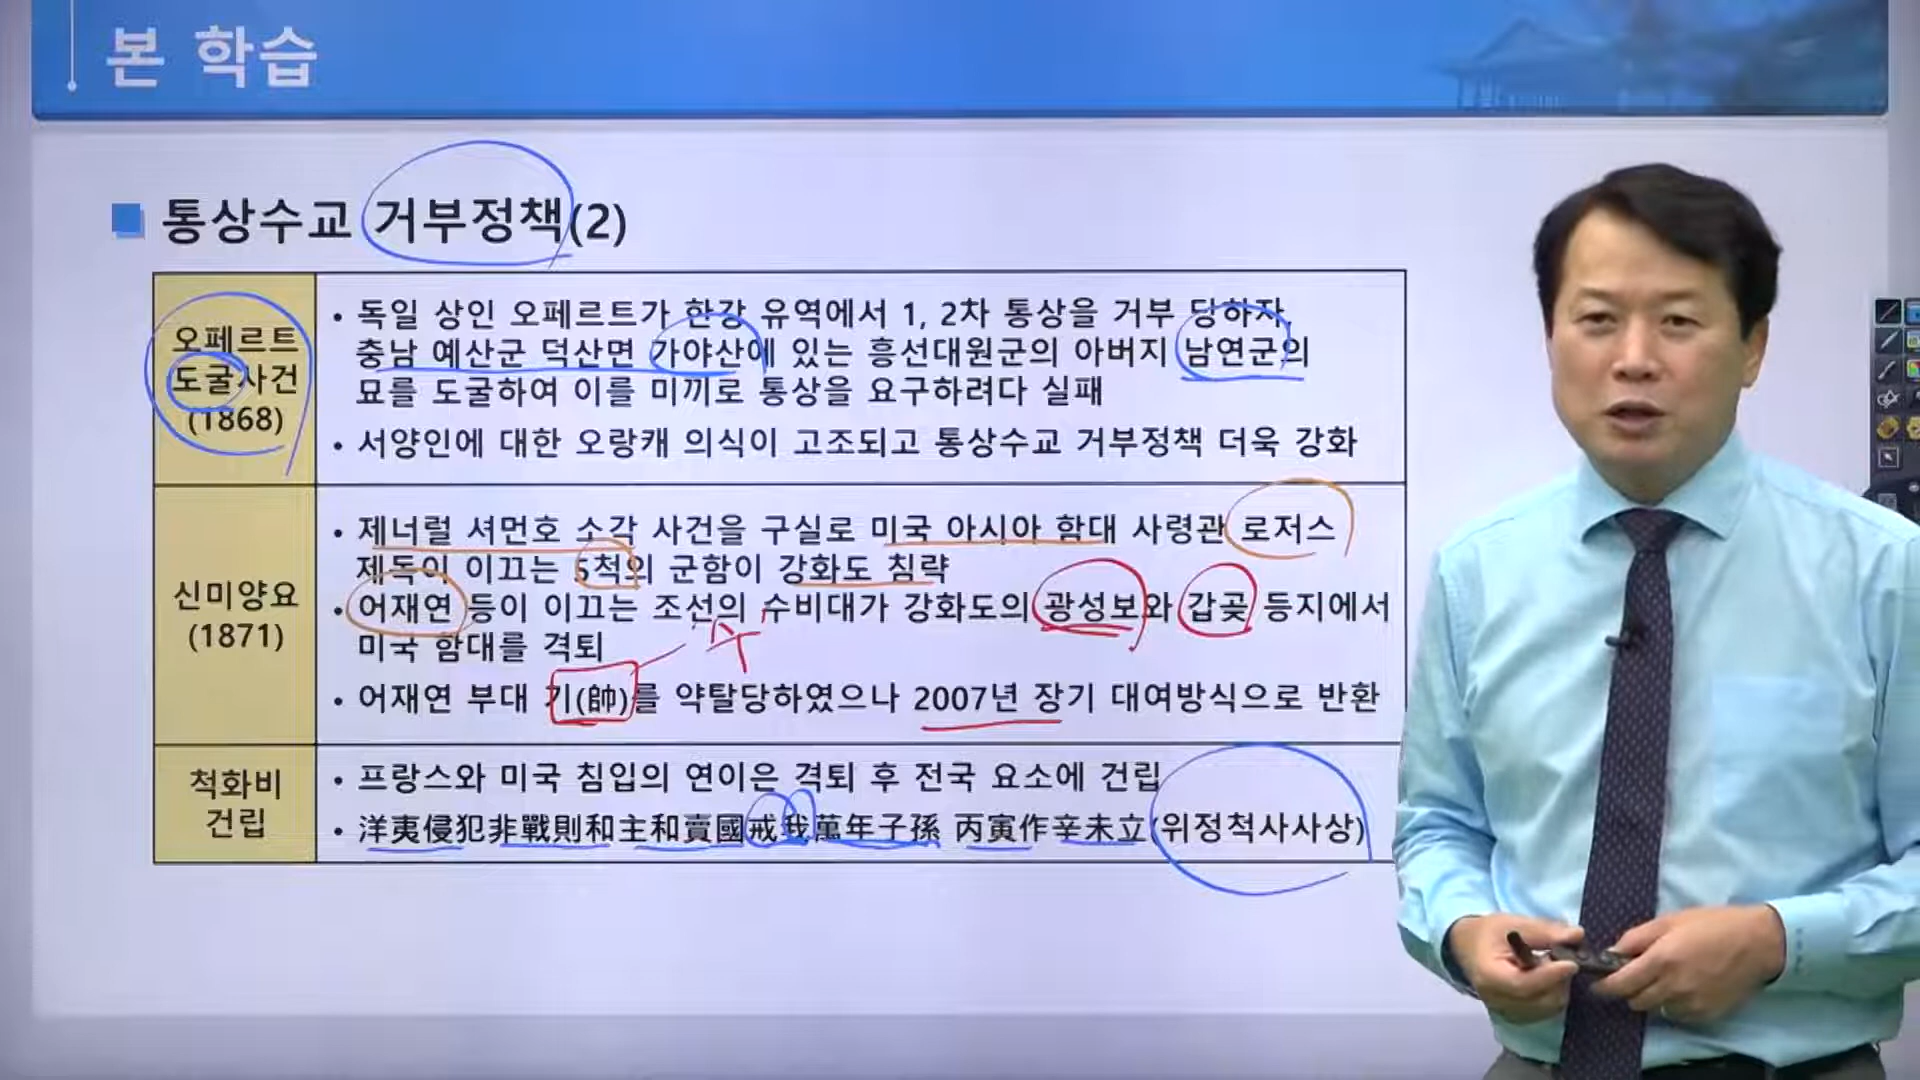 본 학습
통상수교 거부정책(2)
오페르트
도굴사건
(1868)
• 독일 상인 오페르트가 한강 유역에서 1, 2차 통상을 거부 당하자,
충남 예산군 덕산면 가야산에 있는 흥선대원군의 아버지 남연군의
묘를 도굴하여 이를 미끼로 통상을 요구하려다 실패
• 서양인에 대한 오랑캐 의식이 고조되고 통상수교 거부정책 더욱 강화
신미양요
(1871)
• 제너럴 셔먼호 소각 사건을 구실로 미국 아시아 함대 사령관 로저스
제독이 이끄는 5척의 군함이 강화도 침략
• 어재연 등이 이끄는 조선의 수비대가 강화도의 광성보와 갑곶 등지에서
미국 함대를 격퇴
수
• 어재연 부대 기(帥)를 약탈당하였으나 2007년 장기 대여방식으로 반환
척화비
건립
• 프랑스와 미국 침입의 연이은 격퇴 후 전국 요소에 건립
• 洋夷侵犯非戰則和主和賣國戒我萬年子孫 丙寅作辛未立(위정척사사상)